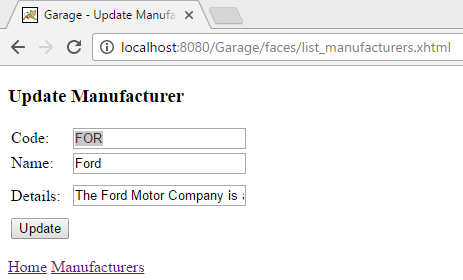 Garage - Update Manufa
localhost:8080/Garage/faces/list_manufacturers.xhtml
Update Manufacturer
Code: FOR
Name: Ford
Details: The Ford Motor Company is a
Update
Home Manufacturers